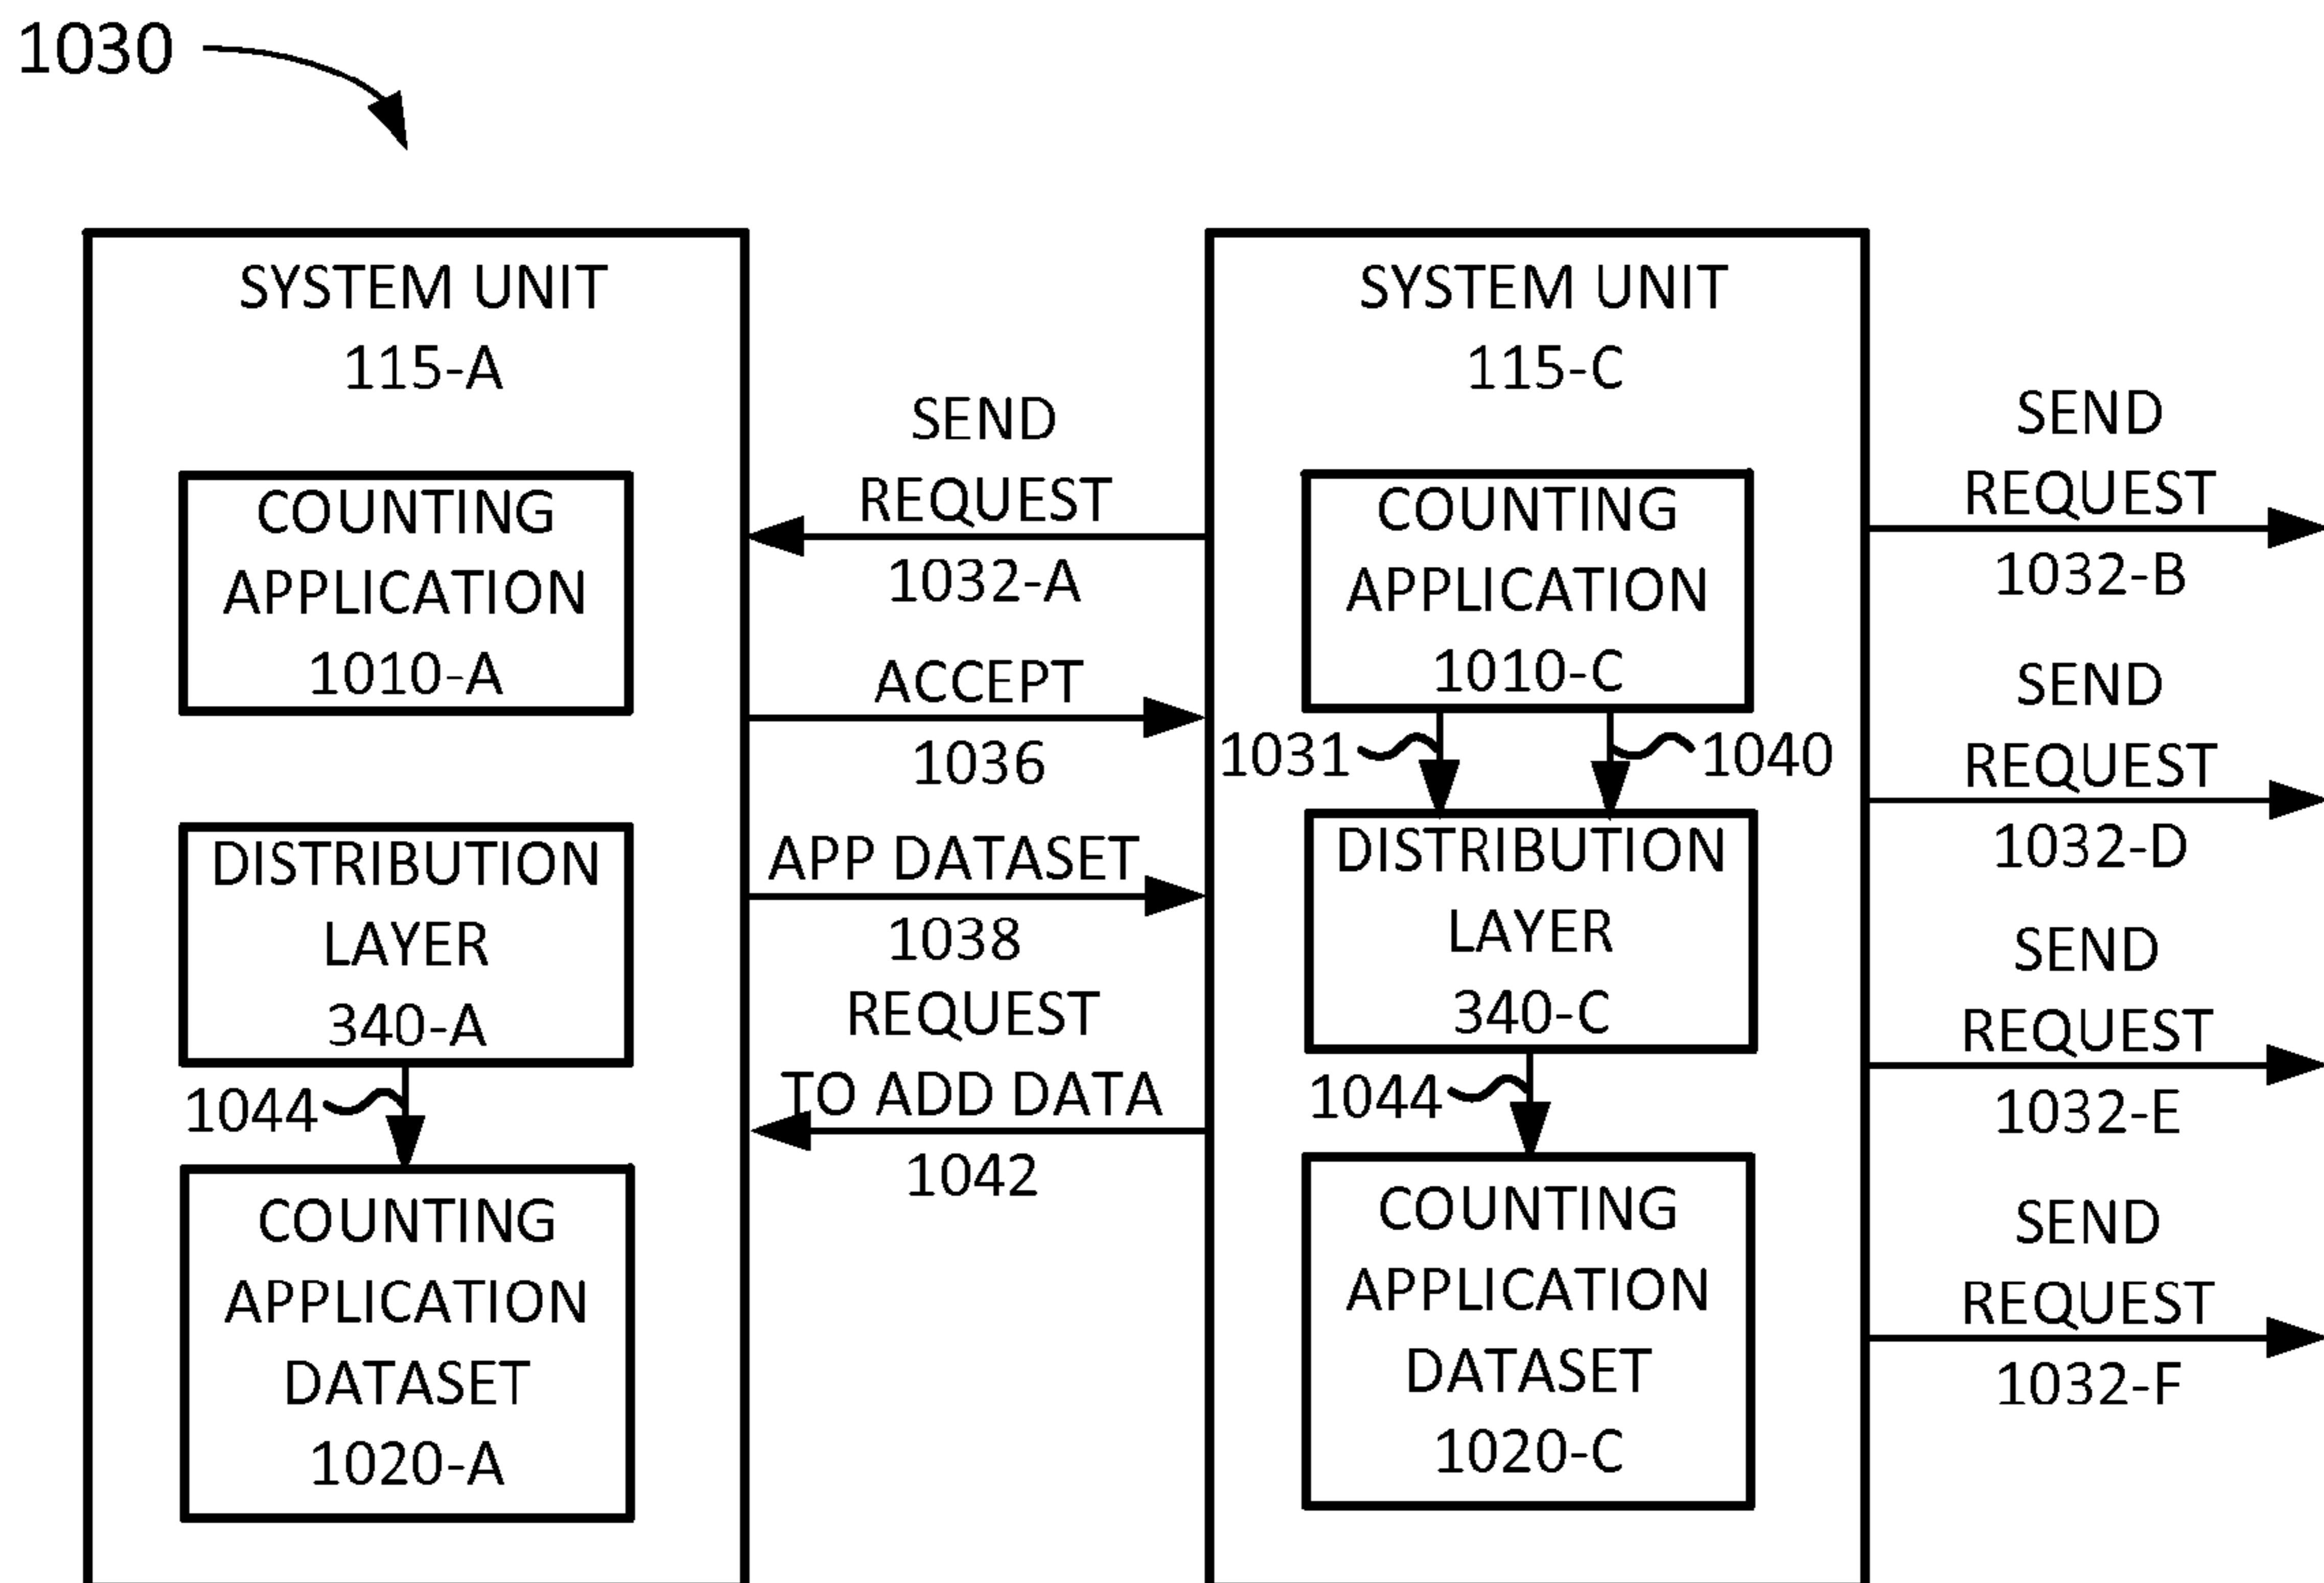 1030
SYSTEM UNIT
115-A
COUNTING
APPLICATION
1010-A
DISTRIBUTION
LAYER
340-A
1044
COUNTING
APPLICATION
DATASET
1020-A
SEND
REQUEST
1032-A
ACCEPT
1036
APP DATASET
1038
REQUEST
TO ADD DATA
1042
SYSTEM UNIT
115-C
COUNTING
APPLICATION
1010-C
1031
1040
DISTRIBUTION
LAYER
340-C
1044
COUNTING
APPLICATION
DATASET
1020-C
SEND
REQUEST
1032-B
SEND
REQUEST
1032-D
SEND
REQUEST
1032-E
SEND
REQUEST
1032-F